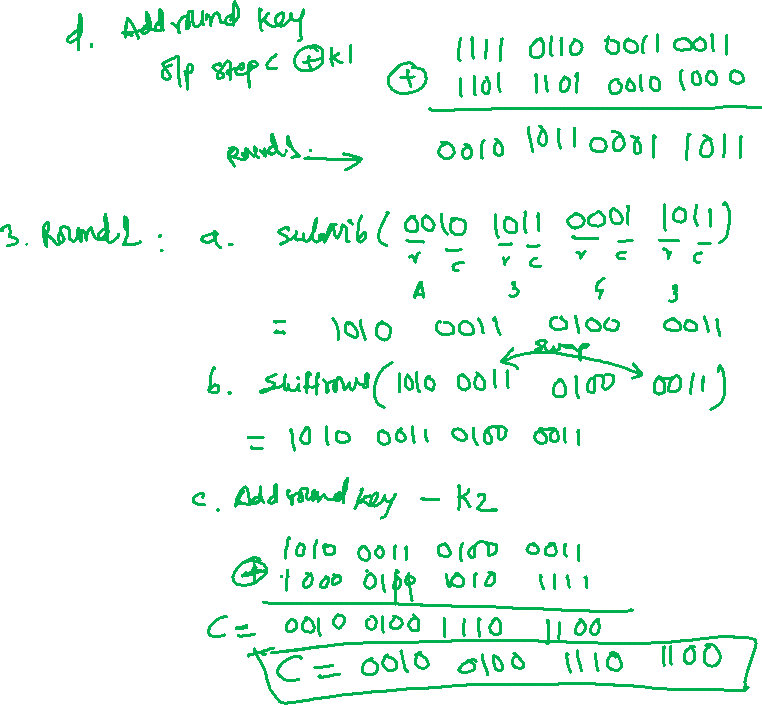 d. Add round key
o/p step c ⊕ k1
1111 0110 0011 0011
⊕ 1101 1101 0010 1000
Round1. → 0010 1011 0001 1011
3. Round2 : a. subnib ( 0010 1011 0001 1011 )
r c r c r c r c
A 3 4 3
= 1010 0011 0100 0011
swap
b. Shiftrows ( 1010 0011 0100 0011 )
= 1010 0011 0100 0011
c. Add round key - K2
1010 0011 0100 0011
⊕ 1000 0111 1010 1111
C = 0010 0100 1110 1100
C = 0010 0100 1110 1100